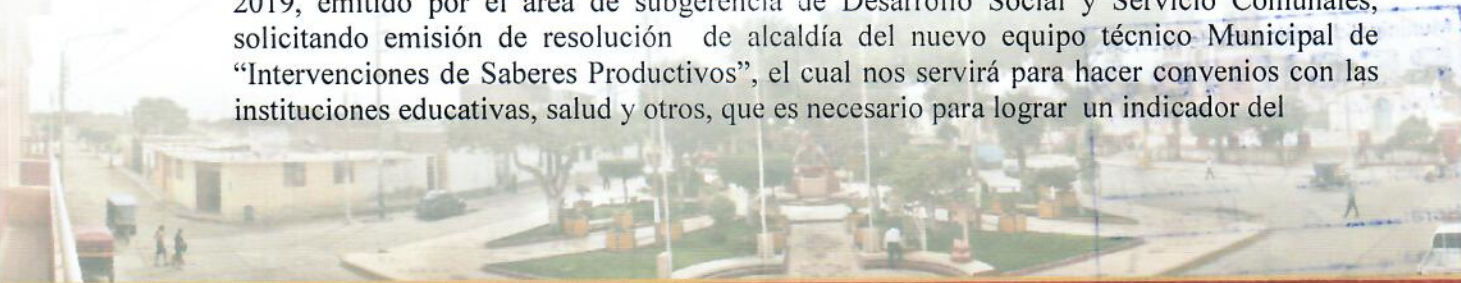 2019, emitido por el área de subgerencia de Desarrollo Social y Servicio Comunales,
solicitando emisión de resolución de alcaldía del nuevo equipo técnico Municipal de
“Intervenciones de Saberes Productivos”, el cual nos servirá para hacer convenios con las
instituciones educativas, salud y otros, que es necesario para lograr un indicador del